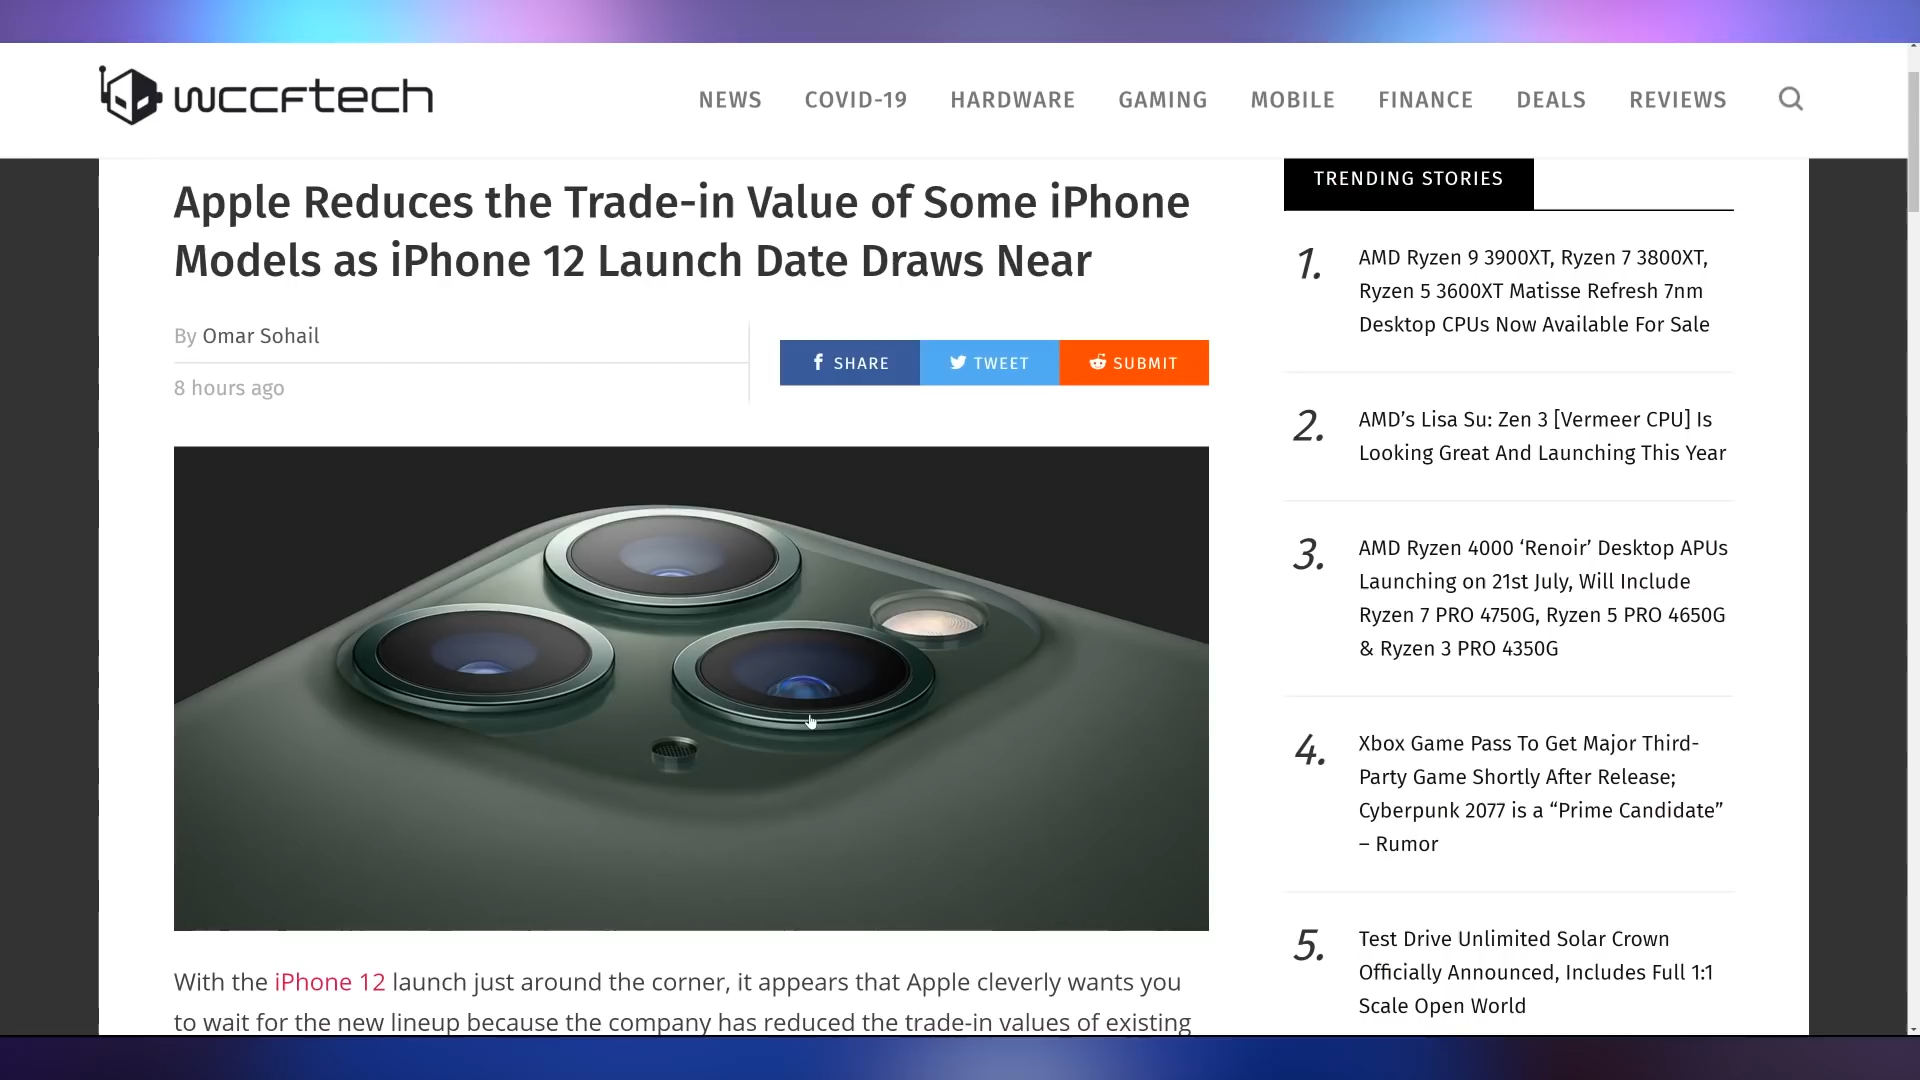 wccftech
NEWS COVID-19 HARDWARE GAMING MOBILE FINANCE DEALS REVIEWS
Apple Reduces the Trade-in Value of Some iPhone
Models as iPhone 12 Launch Date Draws Near
By Omar Sohail
8 hours ago
SHARE TWEET SUBMIT
With the iPhone 12 launch just around the corner, it appears that Apple cleverly wants you
to wait for the new lineup because the company has reduced the trade-in values of existing
TRENDING STORIES
1. AMD Ryzen 9 3900XT, Ryzen 7 3800XT,
Ryzen 5 3600XT Matisse Refresh 7nm
Desktop CPUs Now Available For Sale
2. AMD’s Lisa Su: Zen 3 [Vermeer CPU] Is
Looking Great And Launching This Year
3. AMD Ryzen 4000 ‘Renoir’ Desktop APUs
Launching on 21st July, Will Include
Ryzen 7 PRO 4750G, Ryzen 5 PRO 4650G
& Ryzen 3 PRO 4350G
4. Xbox Game Pass To Get Major Third-
Party Game Shortly After Release;
Cyberpunk 2077 is a “Prime Candidate”
– Rumor
5. Test Drive Unlimited Solar Crown
Officially Announced, Includes Full 1:1
Scale Open World